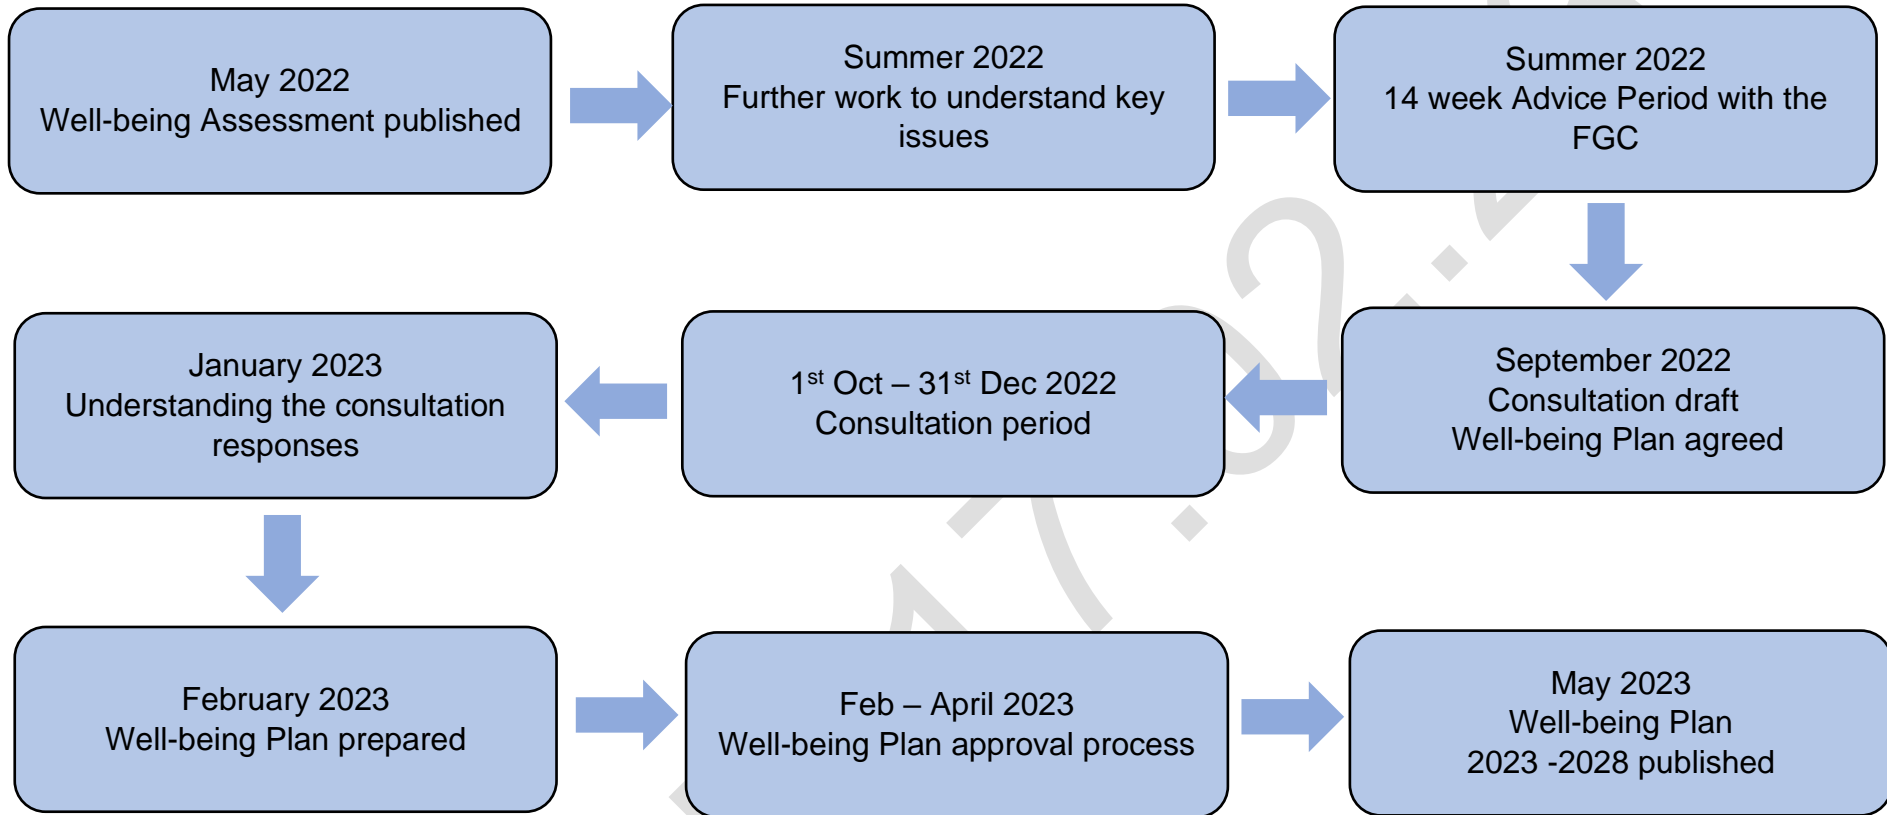 May 2022
Well-being Assessment published
Summer 2022
Further work to understand key
issues
Summer 2022
14 week Advice Period with the
FGC
September 2022
Consultation draft
Well-being Plan agreed
1st Oct – 31st Dec 2022
Consultation period
January 2023
Understanding the consultation
responses
February 2023
Well-being Plan prepared
Feb – April 2023
Well-being Plan approval process
May 2023
Well-being Plan
2023 -2028 published